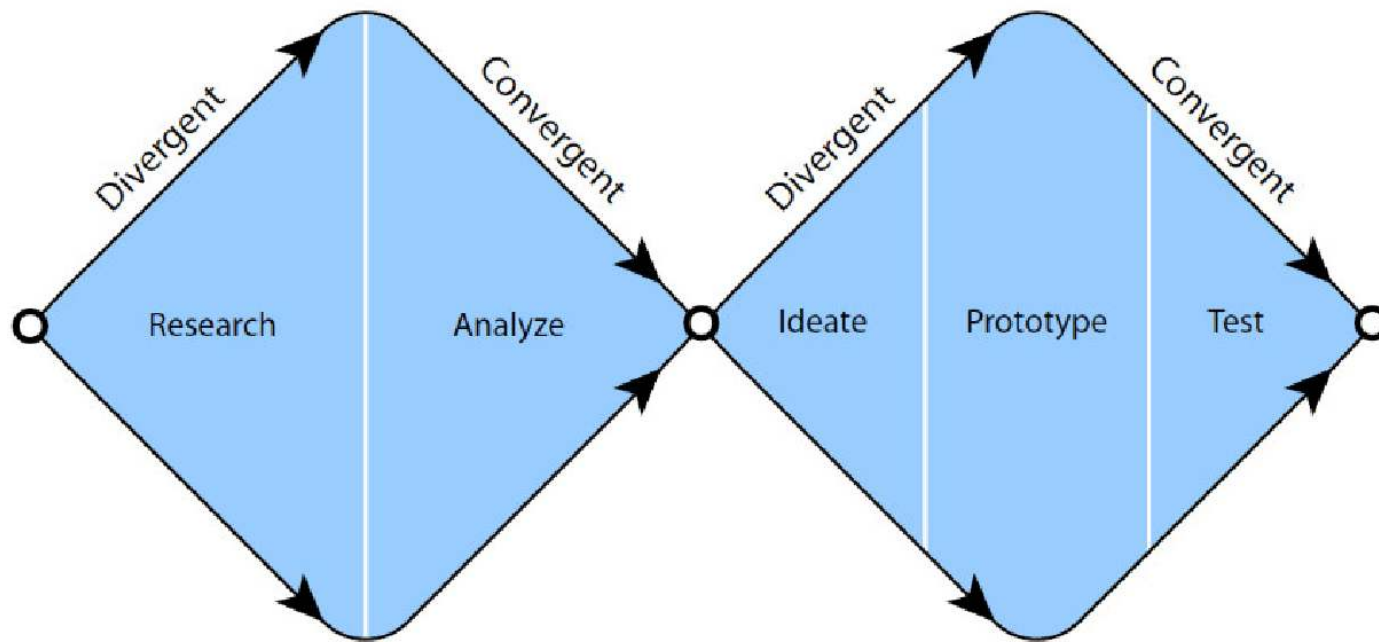 Divergent
Convergent
Divergent
Convergent
Research
Analyze
Ideate
Prototype
Test